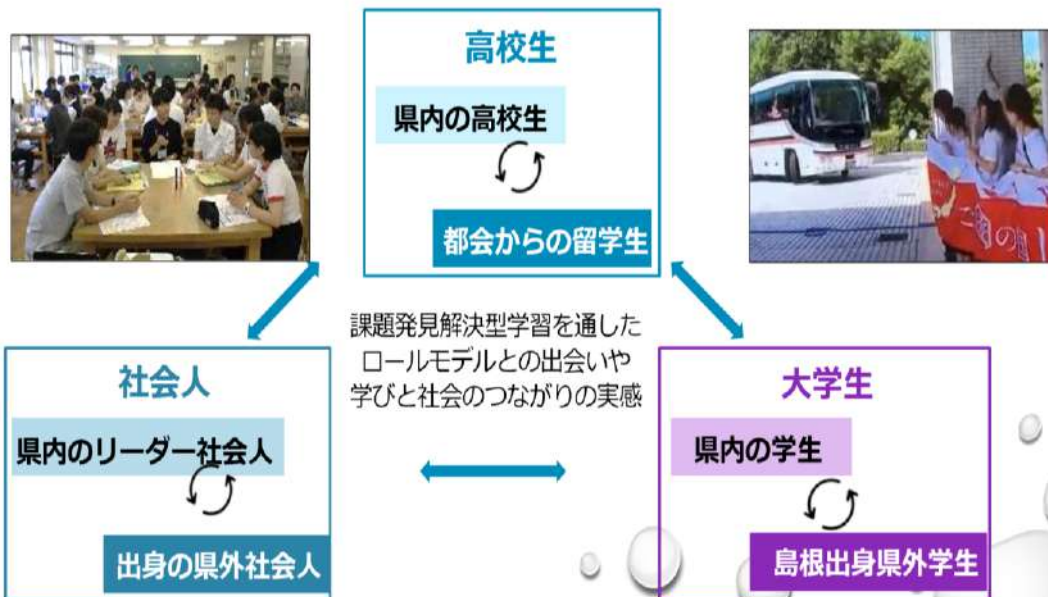 高校生
県内の高校生
都会からの留学生
課題発見解決型学習を通した
ロールモデルとの出会いや
学びと社会のつながりの実感
社会人
県内のリーダー社会人
出身の県外社会人
大学生
県内の学生
島根出身県外学生